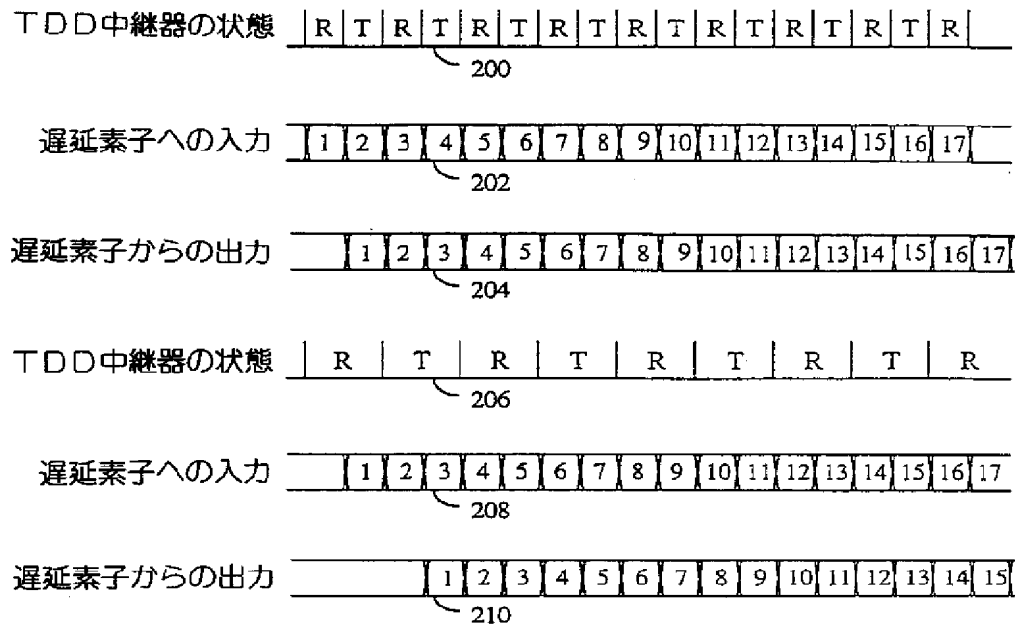 TDD中継器の状態 R T R T R T R T R T R T R T R T R
200
遅延素子への入力 1 2 3 4 5 6 7 8 9 10 11 12 13 14 15 16 17
202
遅延素子からの出力 1 2 3 4 5 6 7 8 9 10 11 12 13 14 15 16 17
204
TDD中継器の状態 R T R T R T R T R
206
遅延素子への入力 1 2 3 4 5 6 7 8 9 10 11 12 13 14 15 16 17
208
遅延素子からの出力 1 2 3 4 5 6 7 8 9 10 11 12 13 14 15
210